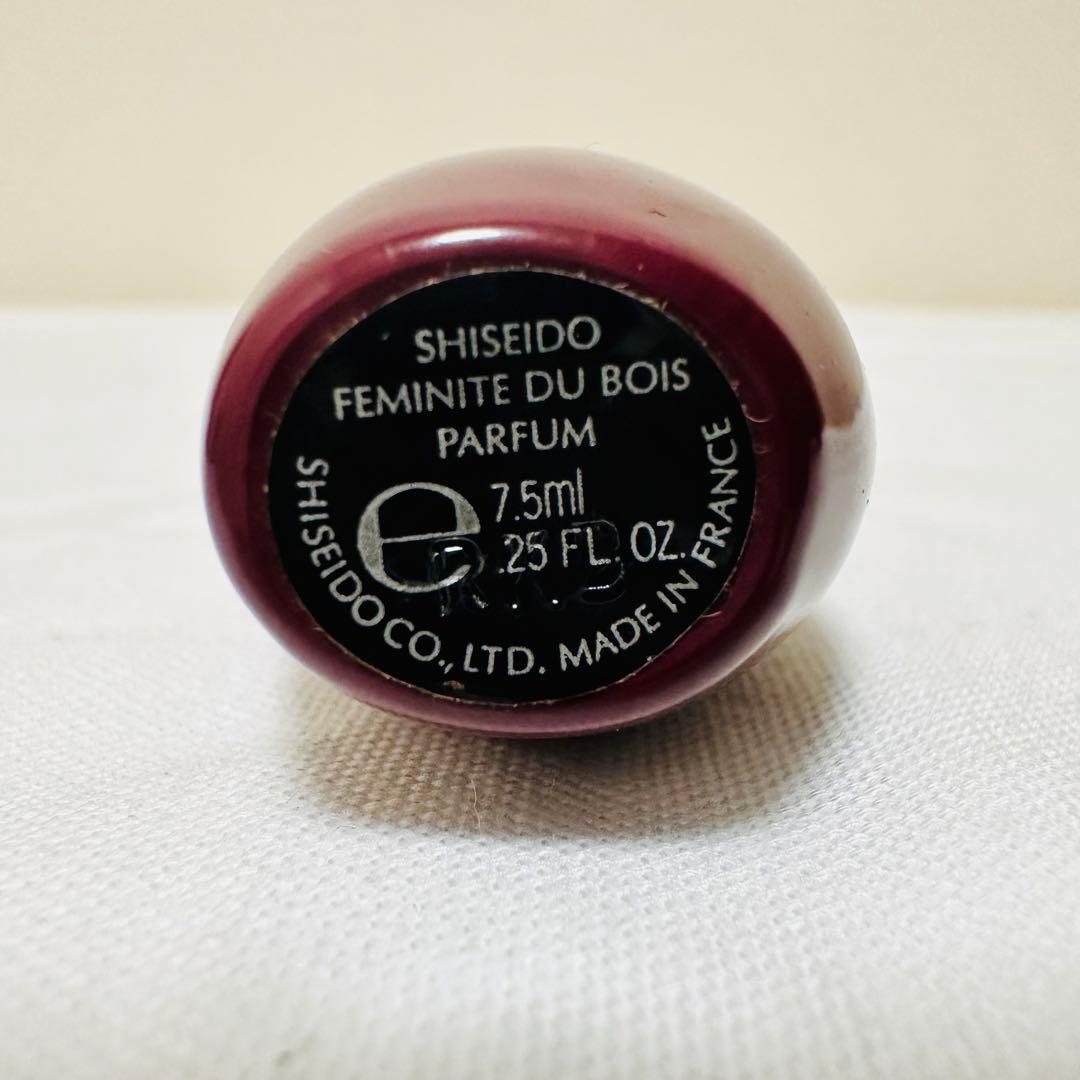 SHISEIDO
FEMINITE DU BOIS
PARFUM
e 7.5ml
.25 FL. OZ.
SHISEIDO CO., LTD. MADE IN FRANCE